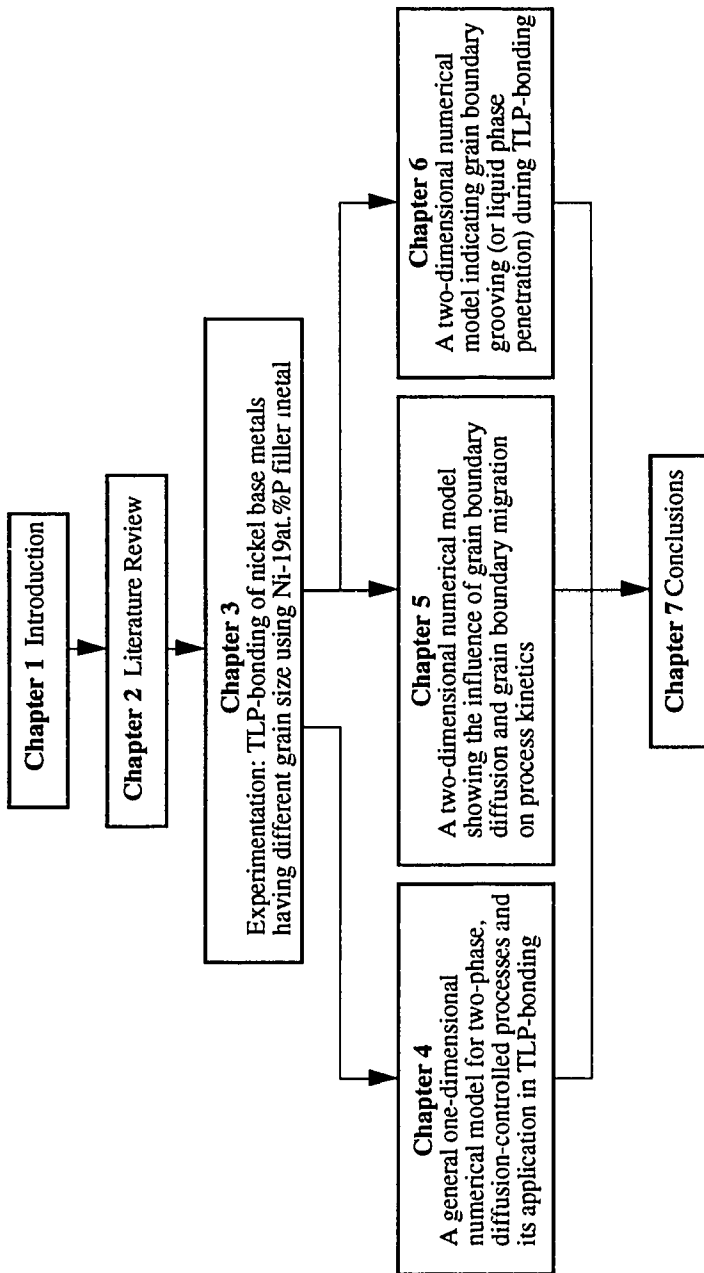 Chapter 1 Introduction
Chapter 2 Literature Review
Chapter 3
Experimentation: TLP-bonding of nickel base metals
having different grain size using Ni-19at.%P filler metal
Chapter 4
A general one-dimensional
numerical model for two-phase,
diffusion-controlled processes and
its application in TLP-bonding
Chapter 5
A two-dimensional numerical model
showing the influence of grain boundary
diffusion and grain boundary migration
on process kinetics
Chapter 6
A two-dimensional numerical
model indicating grain boundary
grooving (or liquid phase
penetration) during TLP-bonding
Chapter 7 Conclusions